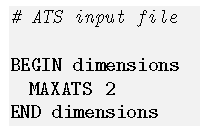 # ATS input file
BEGIN dimensions
MAXATS 2
END dimensions